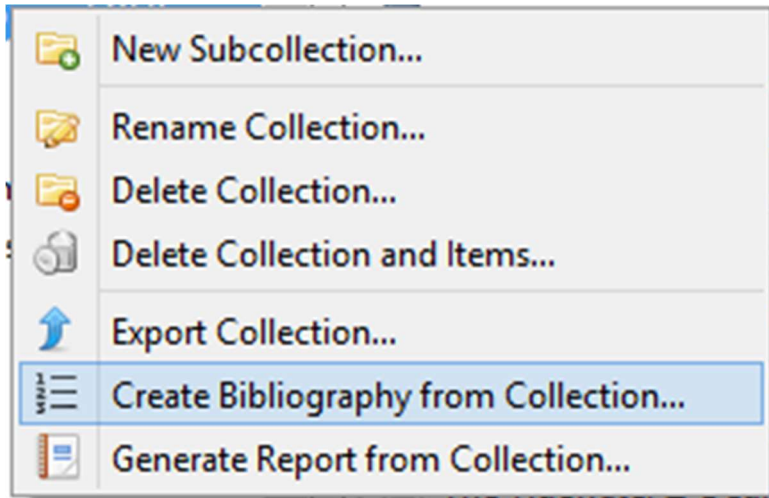 New Subcollection...
Rename Collection...
Delete Collection...
Delete Collection and Items...
Export Collection...
Create Bibliography from Collection...
Generate Report from Collection...